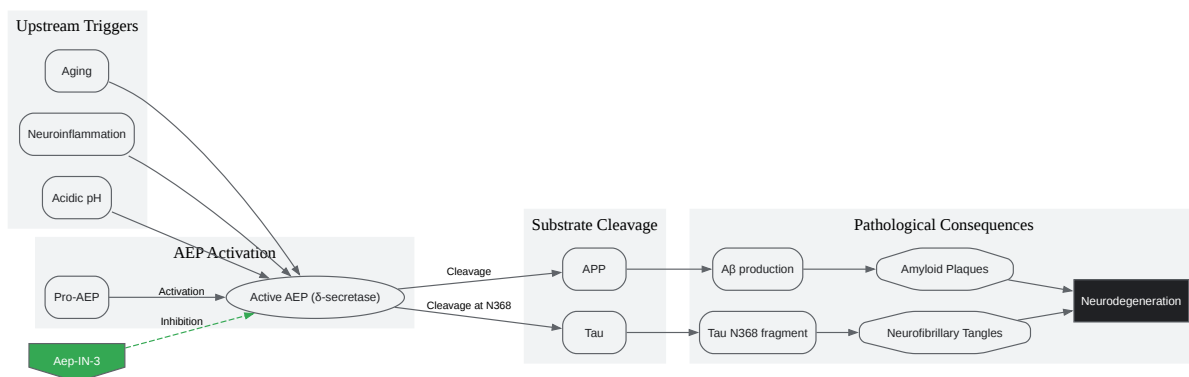 Upstream Triggers
Aging
Neuroinflammation
Acidic pH
AEP Activation
Pro-AEP
Activation
Active AEP (δ-secretase)
Inhibition
Aep-IN-3
Cleavage
Cleavage at N368
Substrate Cleavage
APP
Tau
Pathological Consequences
Aβ production
Amyloid Plaques
Tau N368 fragment
Neurofibrillary Tangles
Neurodegeneration